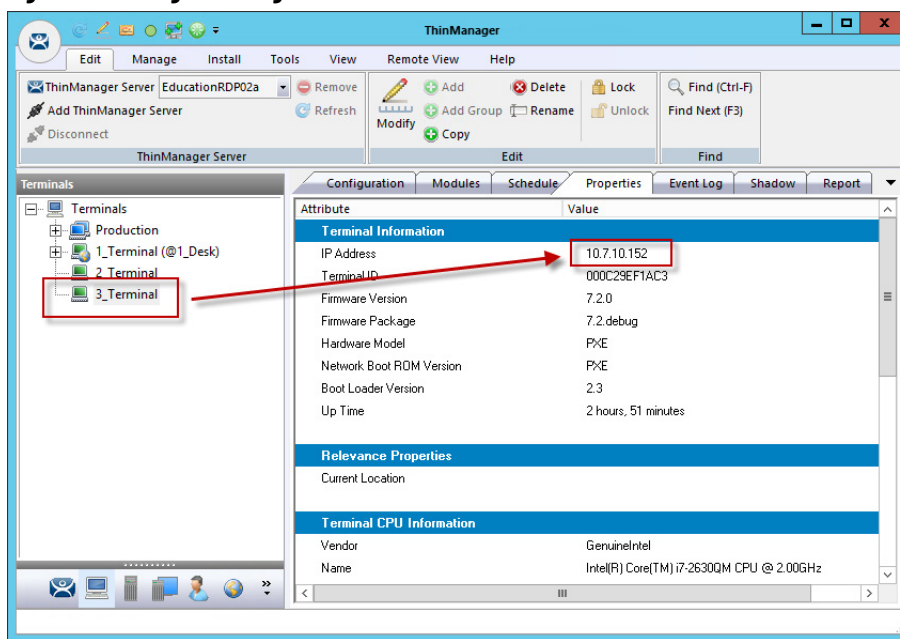 ThinManager
Edit Manage Install Tools View Remote View Help
ThinManager Server EducationRDP02a Remove Modify Add Delete Lock Find (Ctrl-F)
Add ThinManager Server Refresh Add Group Rename Unlock Find Next (F3)
Disconnect Copy
ThinManager Server Edit Find
Terminals
Terminals
Production
1_Terminal (@1_Desk)
2_Terminal
3_Terminal
Configuration Modules Schedule Properties Event Log Shadow Report
Attribute Value
Terminal Information
IP Address 10.7.10.152
Terminal ID 000C29EF1AC3
Firmware Version 7.2.0
Firmware Package 7.2.debug
Hardware Model PXE
Network Boot ROM Version PXE
Boot Loader Version 2.3
Up Time 2 hours, 51 minutes
Relevance Properties
Current Location
Terminal CPU Information
Vendor GenuineIntel
Name Intel(R) Core(TM) i7-2630QM CPU @ 2.00GHz